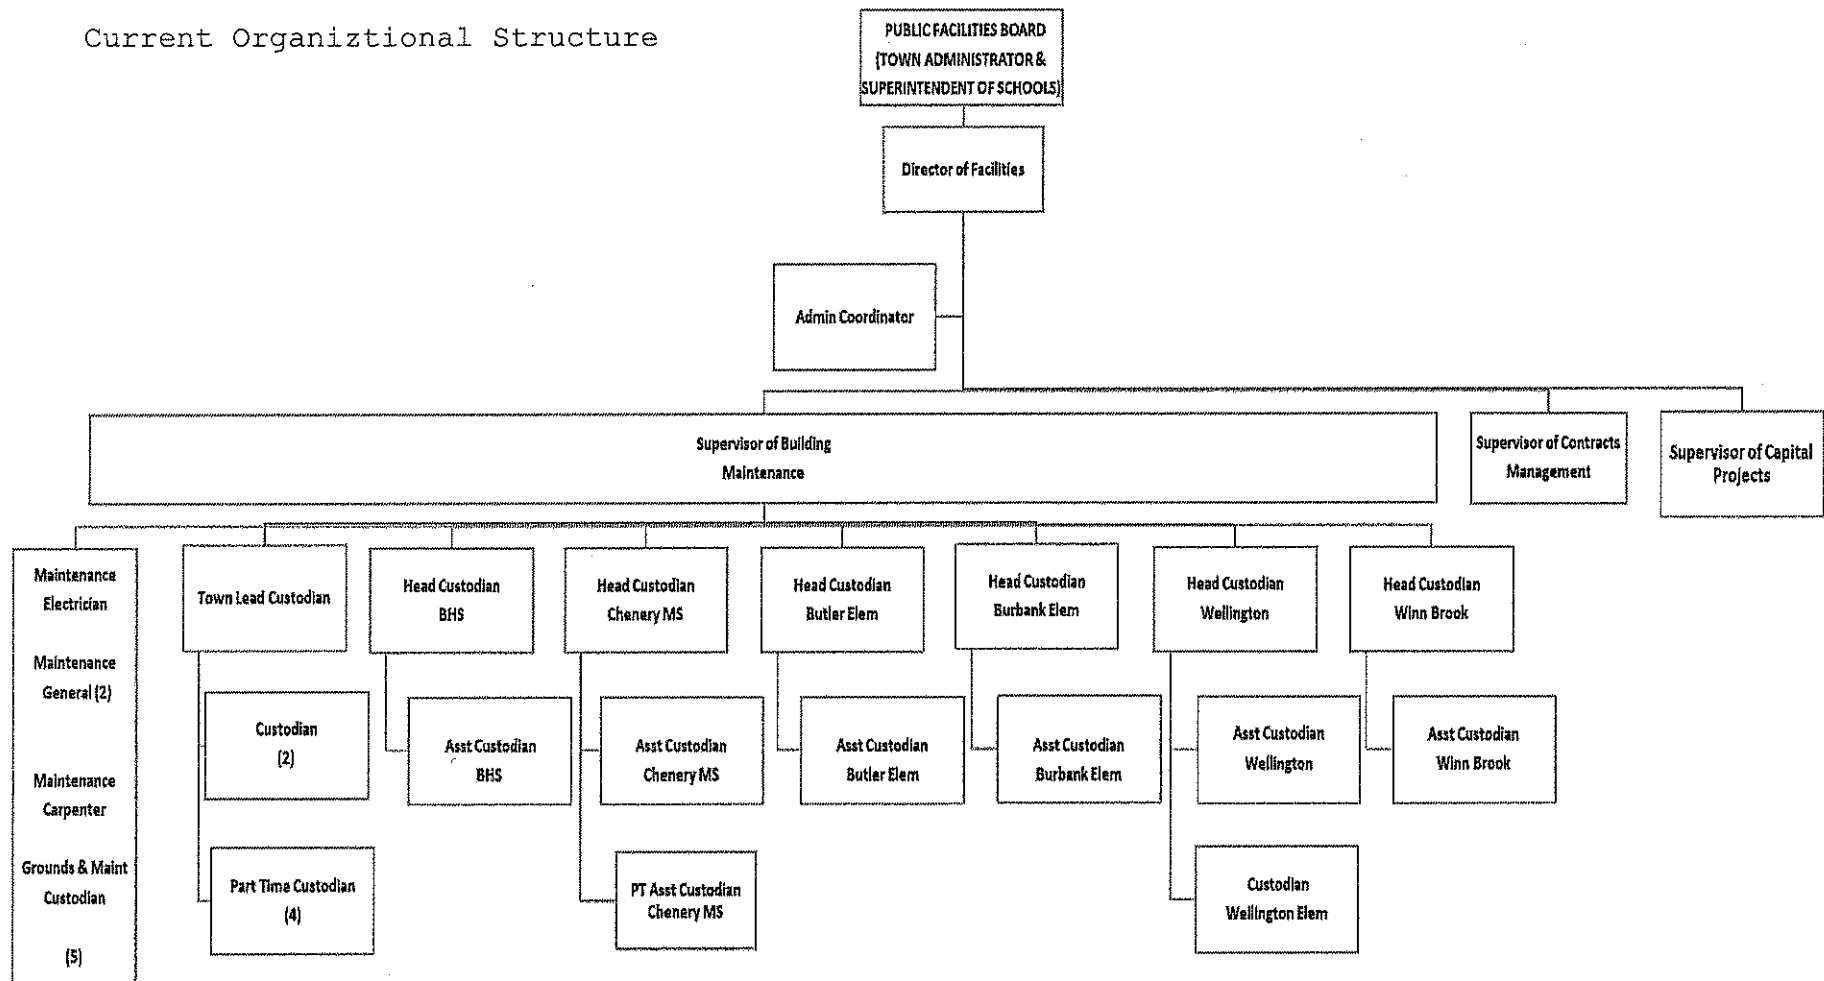 Current Organiztional Structure
PUBLIC FACILITIES BOARD
(TOWN ADMINISTRATOR &
SUPERINTENDENT OF SCHOOLS)
Director of Facilities
Admin Coordinator
Supervisor of Building
Maintenance
Supervisor of Contracts
Management
Supervisor of Capital
Projects
Maintenance
Electrician
Maintenance
General (2)
Maintenance
Carpenter
Grounds & Maint
Custodian
(5)
Town Lead Custodian
Custodian
(2)
Part Time Custodian
(4)
Head Custodian
BHS
Asst Custodian
BHS
Head Custodian
Chenery MS
Asst Custodian
Chenery MS
PT Asst Custodian
Chenery MS
Head Custodian
Butler Elem
Asst Custodian
Butler Elem
Head Custodian
Burbank Elem
Asst Custodian
Burbank Elem
Head Custodian
Wellington
Asst Custodian
Wellington
Custodian
Wellington Elem
Head Custodian
Winn Brook
Asst Custodian
Winn Brook